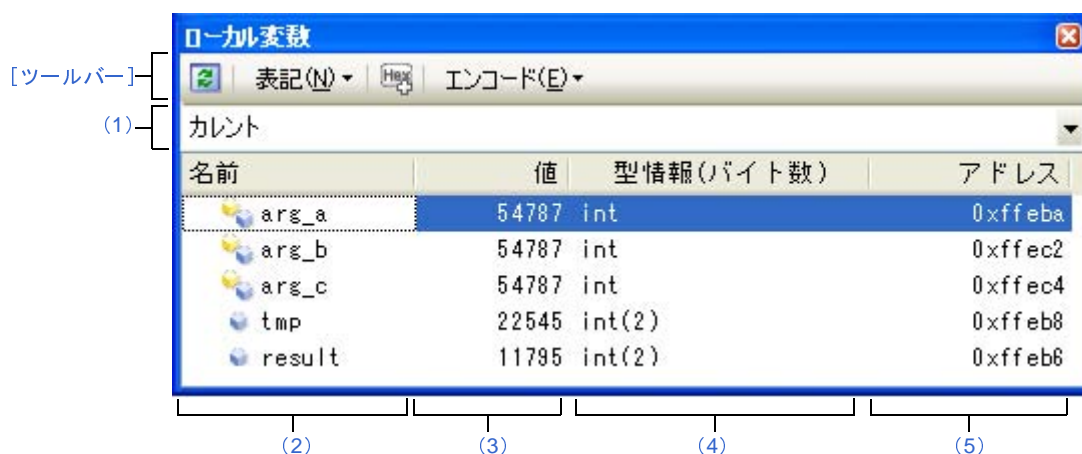 ローカル変数
[ツールバー]
表記(N) Hex エンコード(E)
(1)
カレント
名前 値 型情報(バイト数) アドレス
arg_a 54787 int 0xffeba
arg_b 54787 int 0xffec2
arg_c 54787 int 0xffec4
tmp 22545 int(2) 0xffeb8
result 11795 int(2) 0xffeb6
(2) (3) (4) (5)